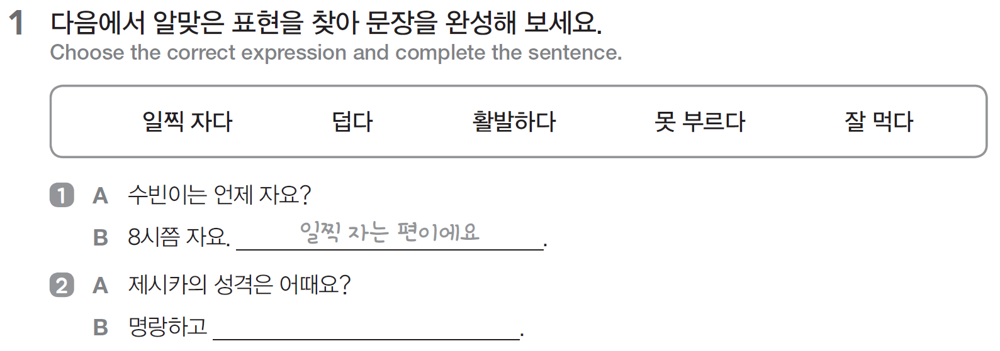 1 다음에서 알맞은 표현을 찾아 문장을 완성해 보세요.
Choose the correct expression and complete the sentence.
일찍 자다 덥다 활발하다 못 부르다 잘 먹다
1 A 수빈이는 언제 자요?
B 8시쯤 자요. 일찍 자는 편이에요.
2 A 제시카의 성격은 어때요?
B 명랑하고 .